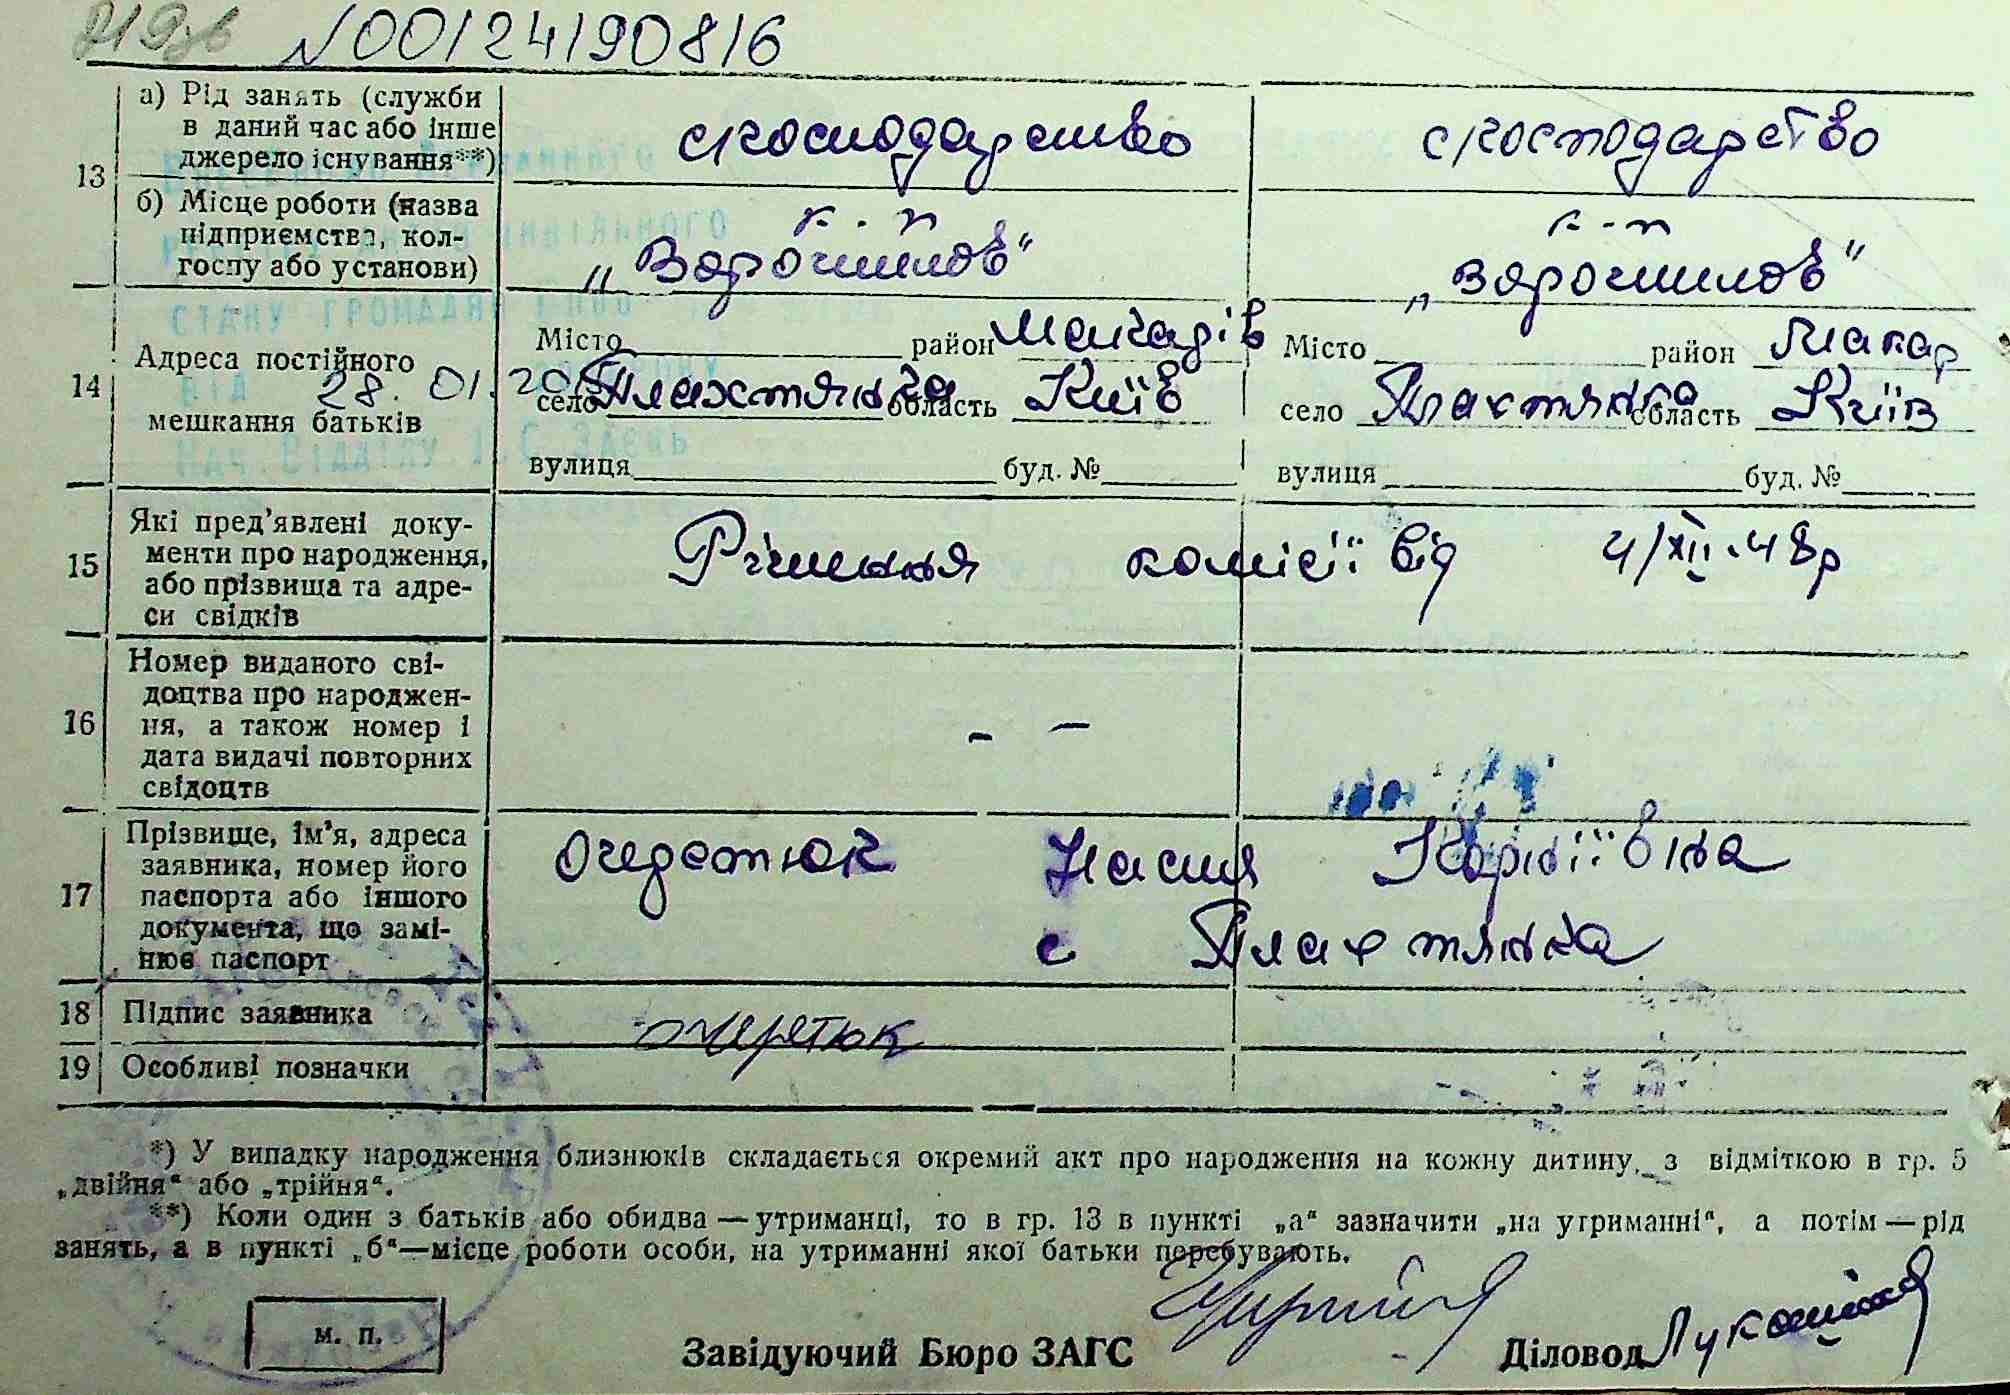 N00124190816
13
а) Рід занять (служби в даний час або інше джерело існування**)
с/господарство
с/господарство
б) Місце роботи (назва підприємства, колгоспу або установи)
к-п
„Ворошилов“
к-п
„Ворошилов“
14
Адреса постійного мешкання батьків
28. 01. 2015
Місто район Макарів
село Плахтянка область Київ
вулиця буд. №
Місто район Макар
село Плахтянка область Київ
вулиця буд. №
15
Які пред’явлені документи про народження, або прізвища та адреси свідків
Рішення комісії від 4/XII.48р
16
Номер виданого свідоцтва про народження, а також номер і дата видачі повторних свідоцтв
— —
17
Прізвище, ім’я, адреса заявника, номер його паспорта або іншого документа, що замінює паспорт
Очеретюк Настя Корніївна
с Плахтянка
18
Підпис заявника
Очеретюк
19
Особливі позначки
*) У випадку народження близнюків складається окремий акт про народження на кожну дитину, з відміткою в гр. 5
„двійня“ або „трійня“.
**) Коли один з батьків або обидва — утриманці, то в гр. 13 в пункті „а“ зазначити „на утриманні“, а потім — рід
занять, а в пункті „б“ — місце роботи особи, на утриманні якої батьки перебувають.
м. п.
Завідуючий Бюро ЗАГС
Діловод